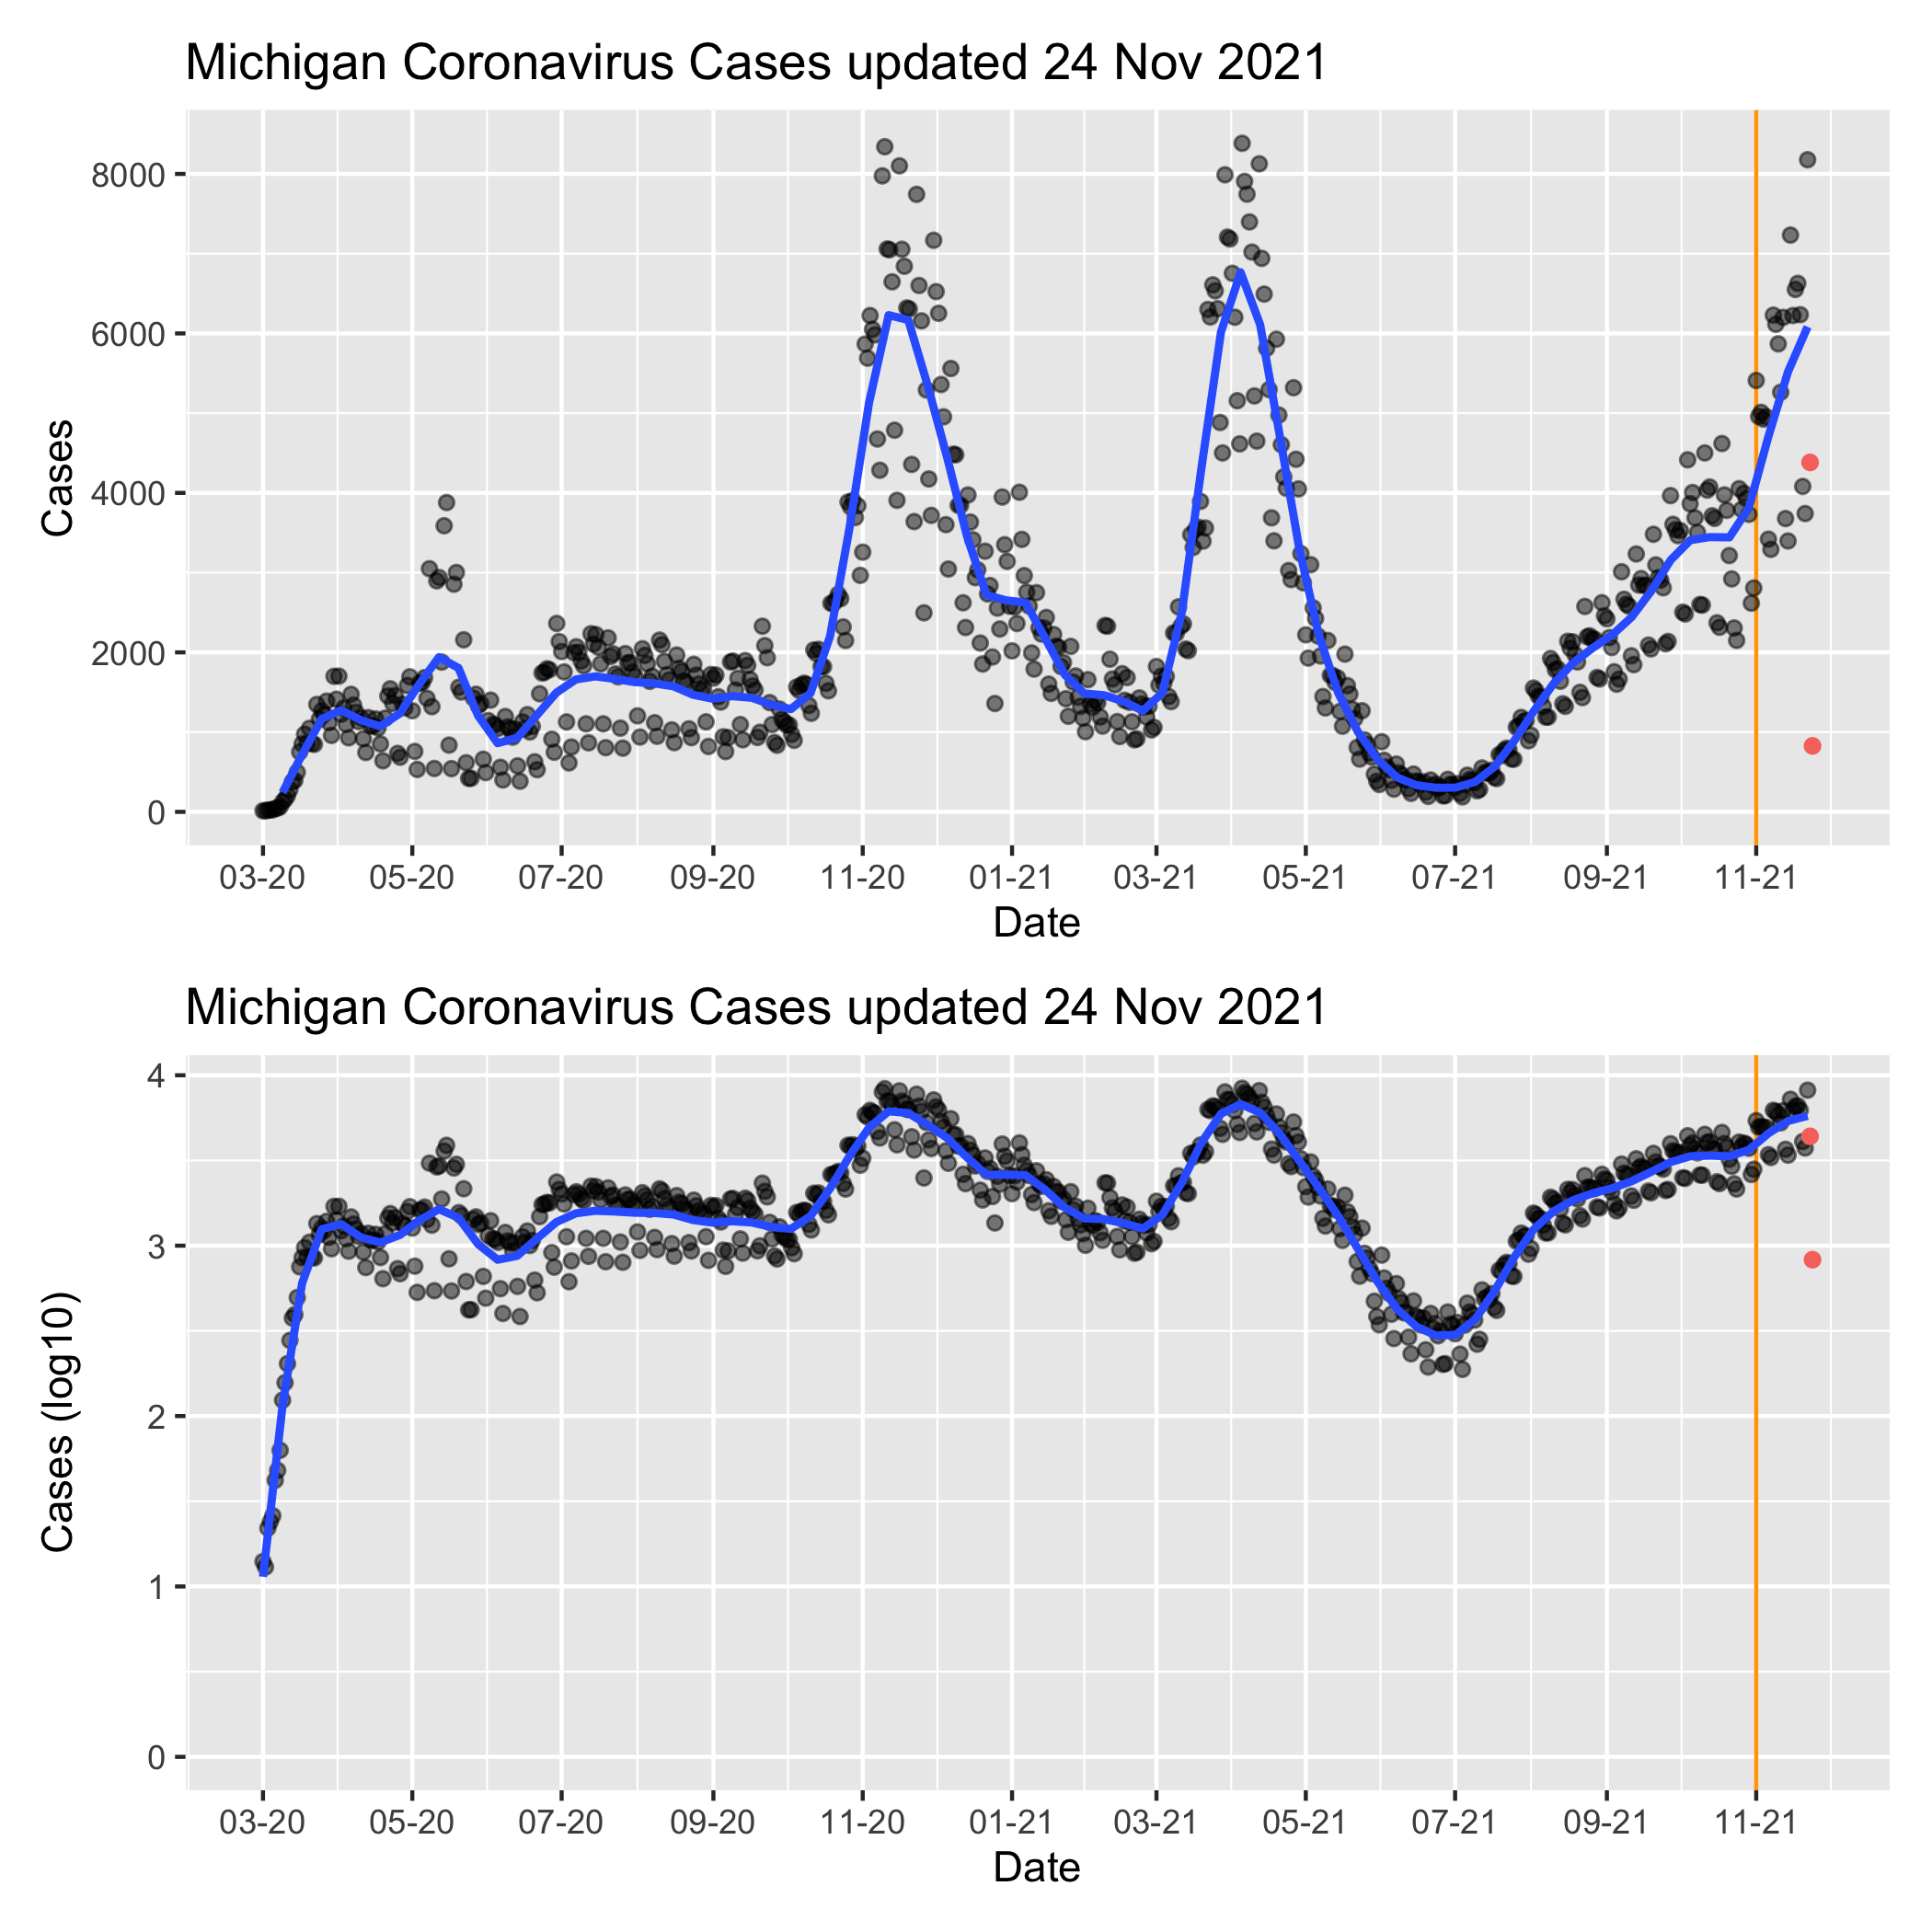 Michigan Coronavirus Cases updated 24 Nov 2021
8000
6000
4000
2000
0
Cases
03-20 05-20 07-20 09-20 11-20 01-21 03-21 05-21 07-21 09-21 11-21
Date
Michigan Coronavirus Cases updated 24 Nov 2021
4
3
2
1
0
Cases (log10)
03-20 05-20 07-20 09-20 11-20 01-21 03-21 05-21 07-21 09-21 11-21
Date